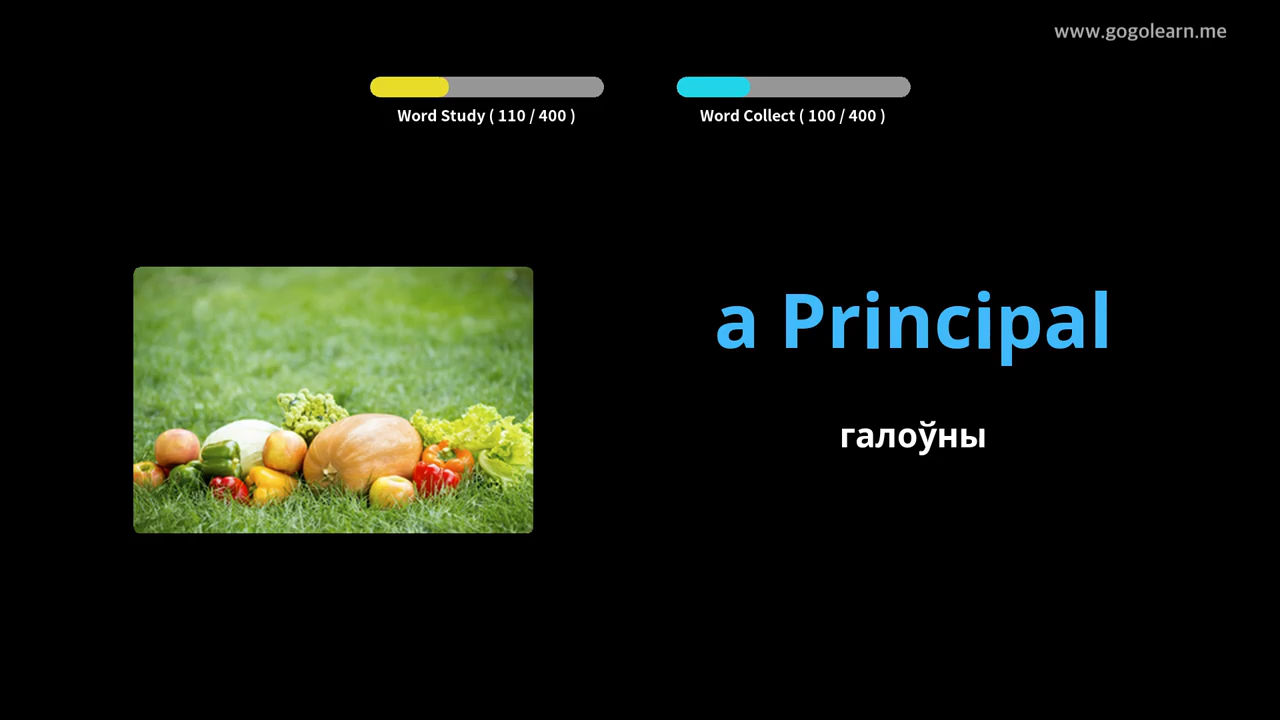 www.gogolearn.me
Word Study ( 110 / 400 )
Word Collect ( 100 / 400 )
a Principal
галоўны